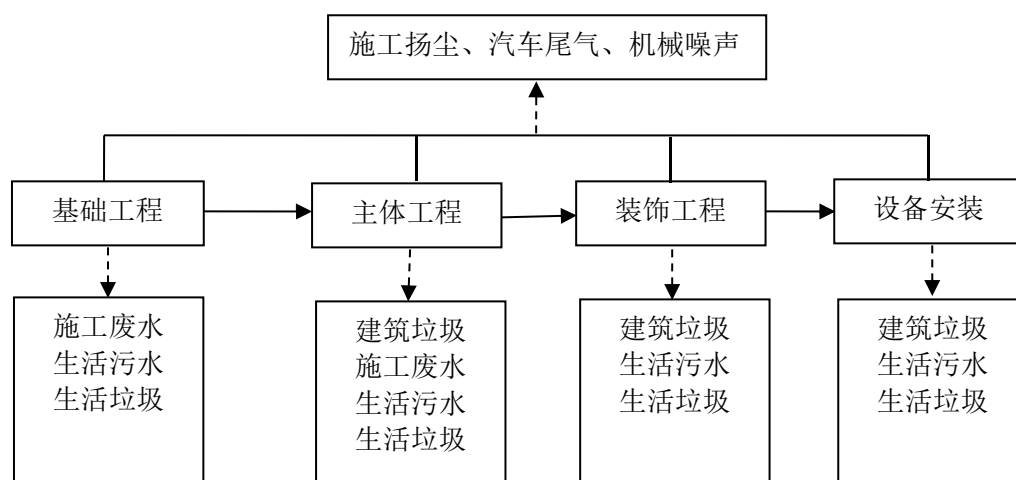 施工扬尘、汽车尾气、机械噪声
基础工程
主体工程
装饰工程
设备安装
施工废水
生活污水
生活垃圾
建筑垃圾
施工废水
生活污水
生活垃圾
建筑垃圾
生活污水
生活垃圾
建筑垃圾
生活污水
生活垃圾